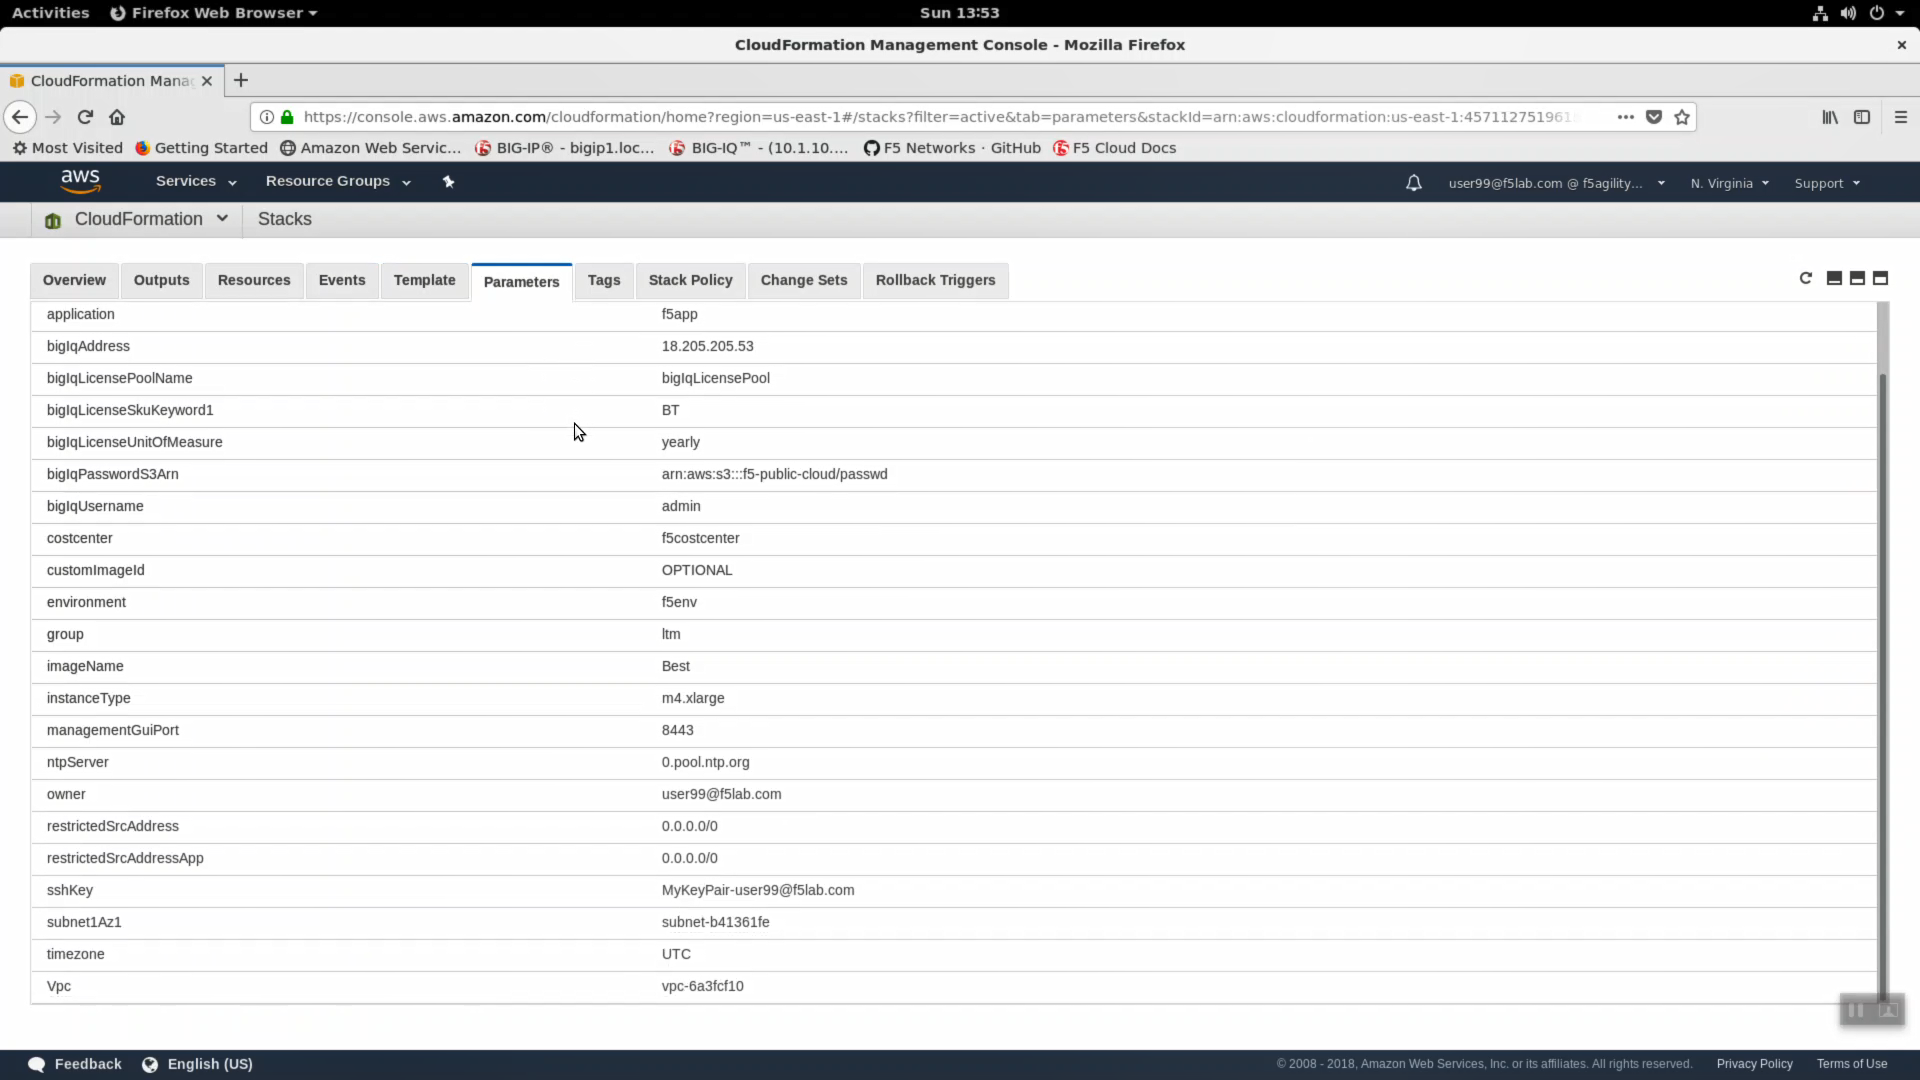 Activities Firefox Web Browser Sun 13:53
CloudFormation Management Console - Mozilla Firefox
CloudFormation Mana
https://console.aws.amazon.com/cloudformation/home?region=us-east-1#/stacks?filter=active&tab=parameters&stackId=arn:aws:cloudformation:us-east-1:457112751961
Most Visited Getting Started Amazon Web Servic... BIG-IP® - bigip1.loc... BIG-IQ™ - (10.1.10.... F5 Networks · GitHub F5 Cloud Docs
aws Services Resource Groups user99@f5lab.com @ f5agility... N. Virginia Support
CloudFormation Stacks
Overview Outputs Resources Events Template Parameters Tags Stack Policy Change Sets Rollback Triggers
application f5app
bigIqAddress 18.205.205.53
bigIqLicensePoolName bigIqLicensePool
bigIqLicenseSkuKeyword1 BT
bigIqLicenseUnitOfMeasure yearly
bigIqPasswordS3Arn arn:aws:s3:::f5-public-cloud/passwd
bigIqUsername admin
costcenter f5costcenter
customImageId OPTIONAL
environment f5env
group ltm
imageName Best
instanceType m4.xlarge
managementGuiPort 8443
ntpServer 0.pool.ntp.org
owner user99@f5lab.com
restrictedSrcAddress 0.0.0.0/0
restrictedSrcAddressApp 0.0.0.0/0
sshKey MyKeyPair-user99@f5lab.com
subnet1Az1 subnet-b41361fe
timezone UTC
Vpc vpc-6a3fcf10
Feedback English (US) © 2008 - 2018, Amazon Web Services, Inc. or its affiliates. All rights reserved. Privacy Policy Terms of Use